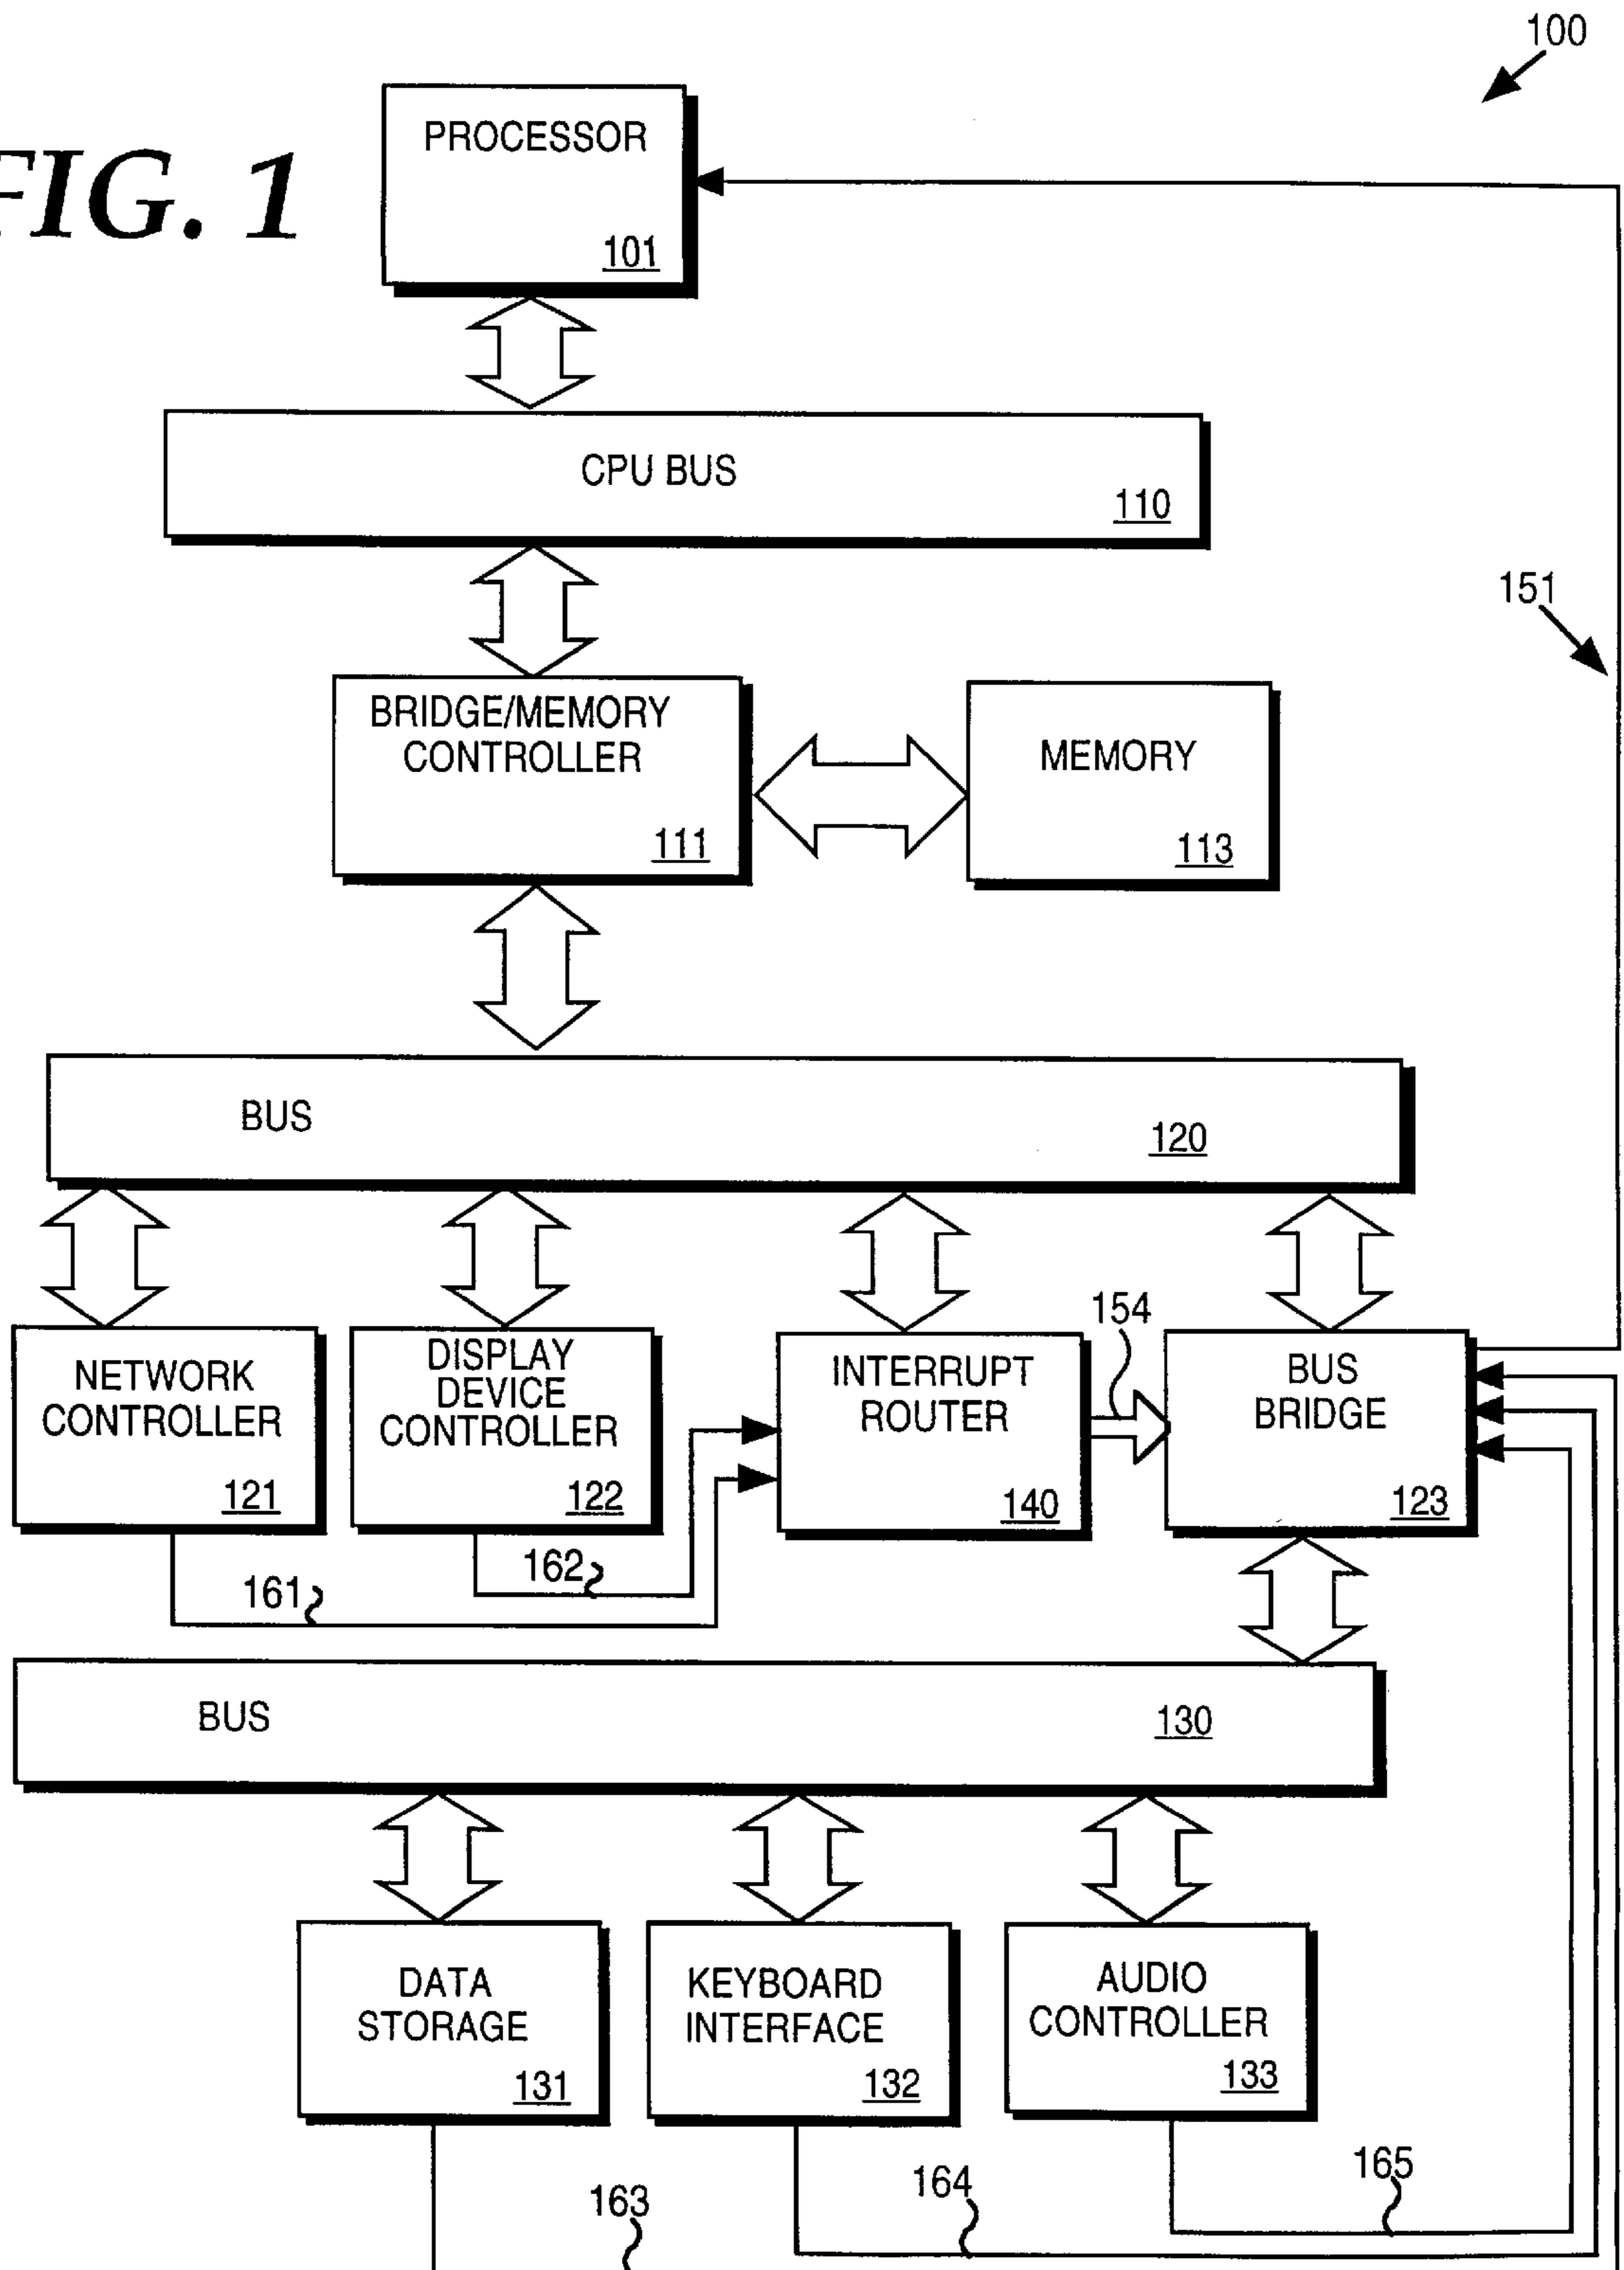 100
FIG. 1
PROCESSOR
101
CPU BUS
110
151
BRIDGE/MEMORY
CONTROLLER
111
MEMORY
113
BUS
120
154
NETWORK
CONTROLLER
121
DISPLAY
DEVICE
CONTROLLER
122
INTERRUPT
ROUTER
140
BUS
BRIDGE
123
162
161
BUS
130
DATA
STORAGE
131
KEYBOARD
INTERFACE
132
AUDIO
CONTROLLER
133
163
164
165